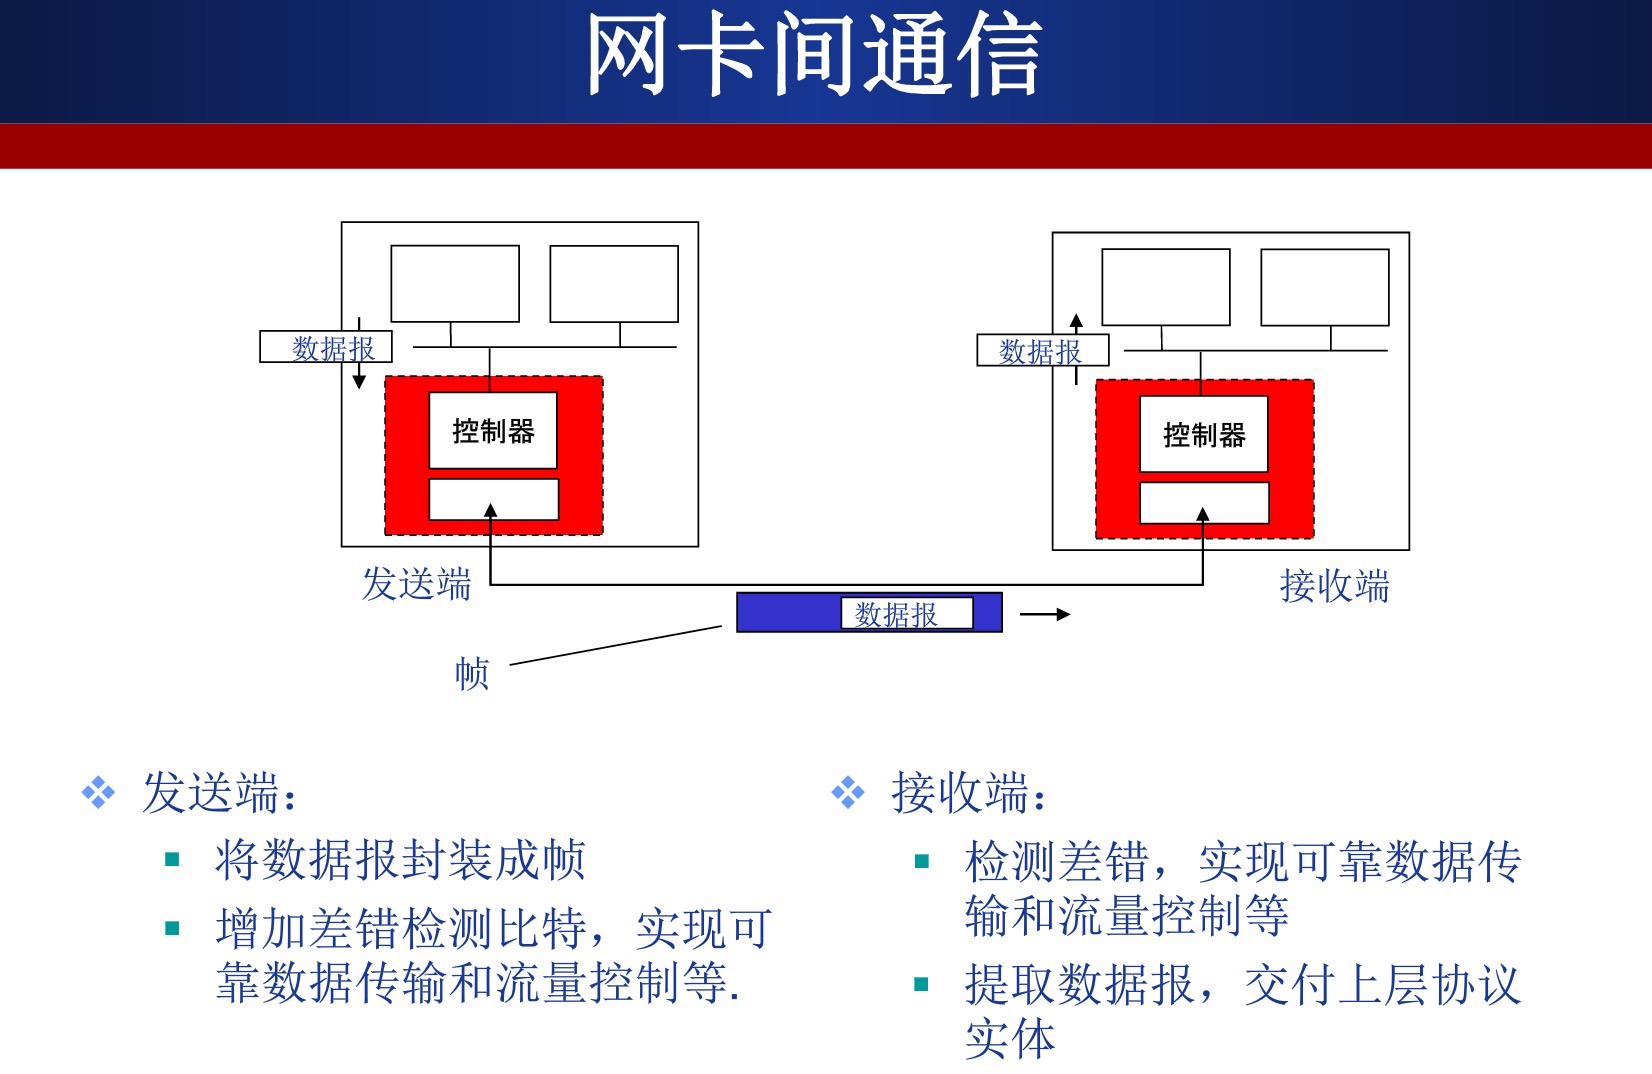 网卡间通信
数据报
数据报
控制器
控制器
发送端
接收端
数据报
帧
发送端：
将数据报封装成帧
增加差错检测比特，实现可
靠数据传输和流量控制等.
接收端：
检测差错，实现可靠数据传
输和流量控制等
提取数据报，交付上层协议
实体